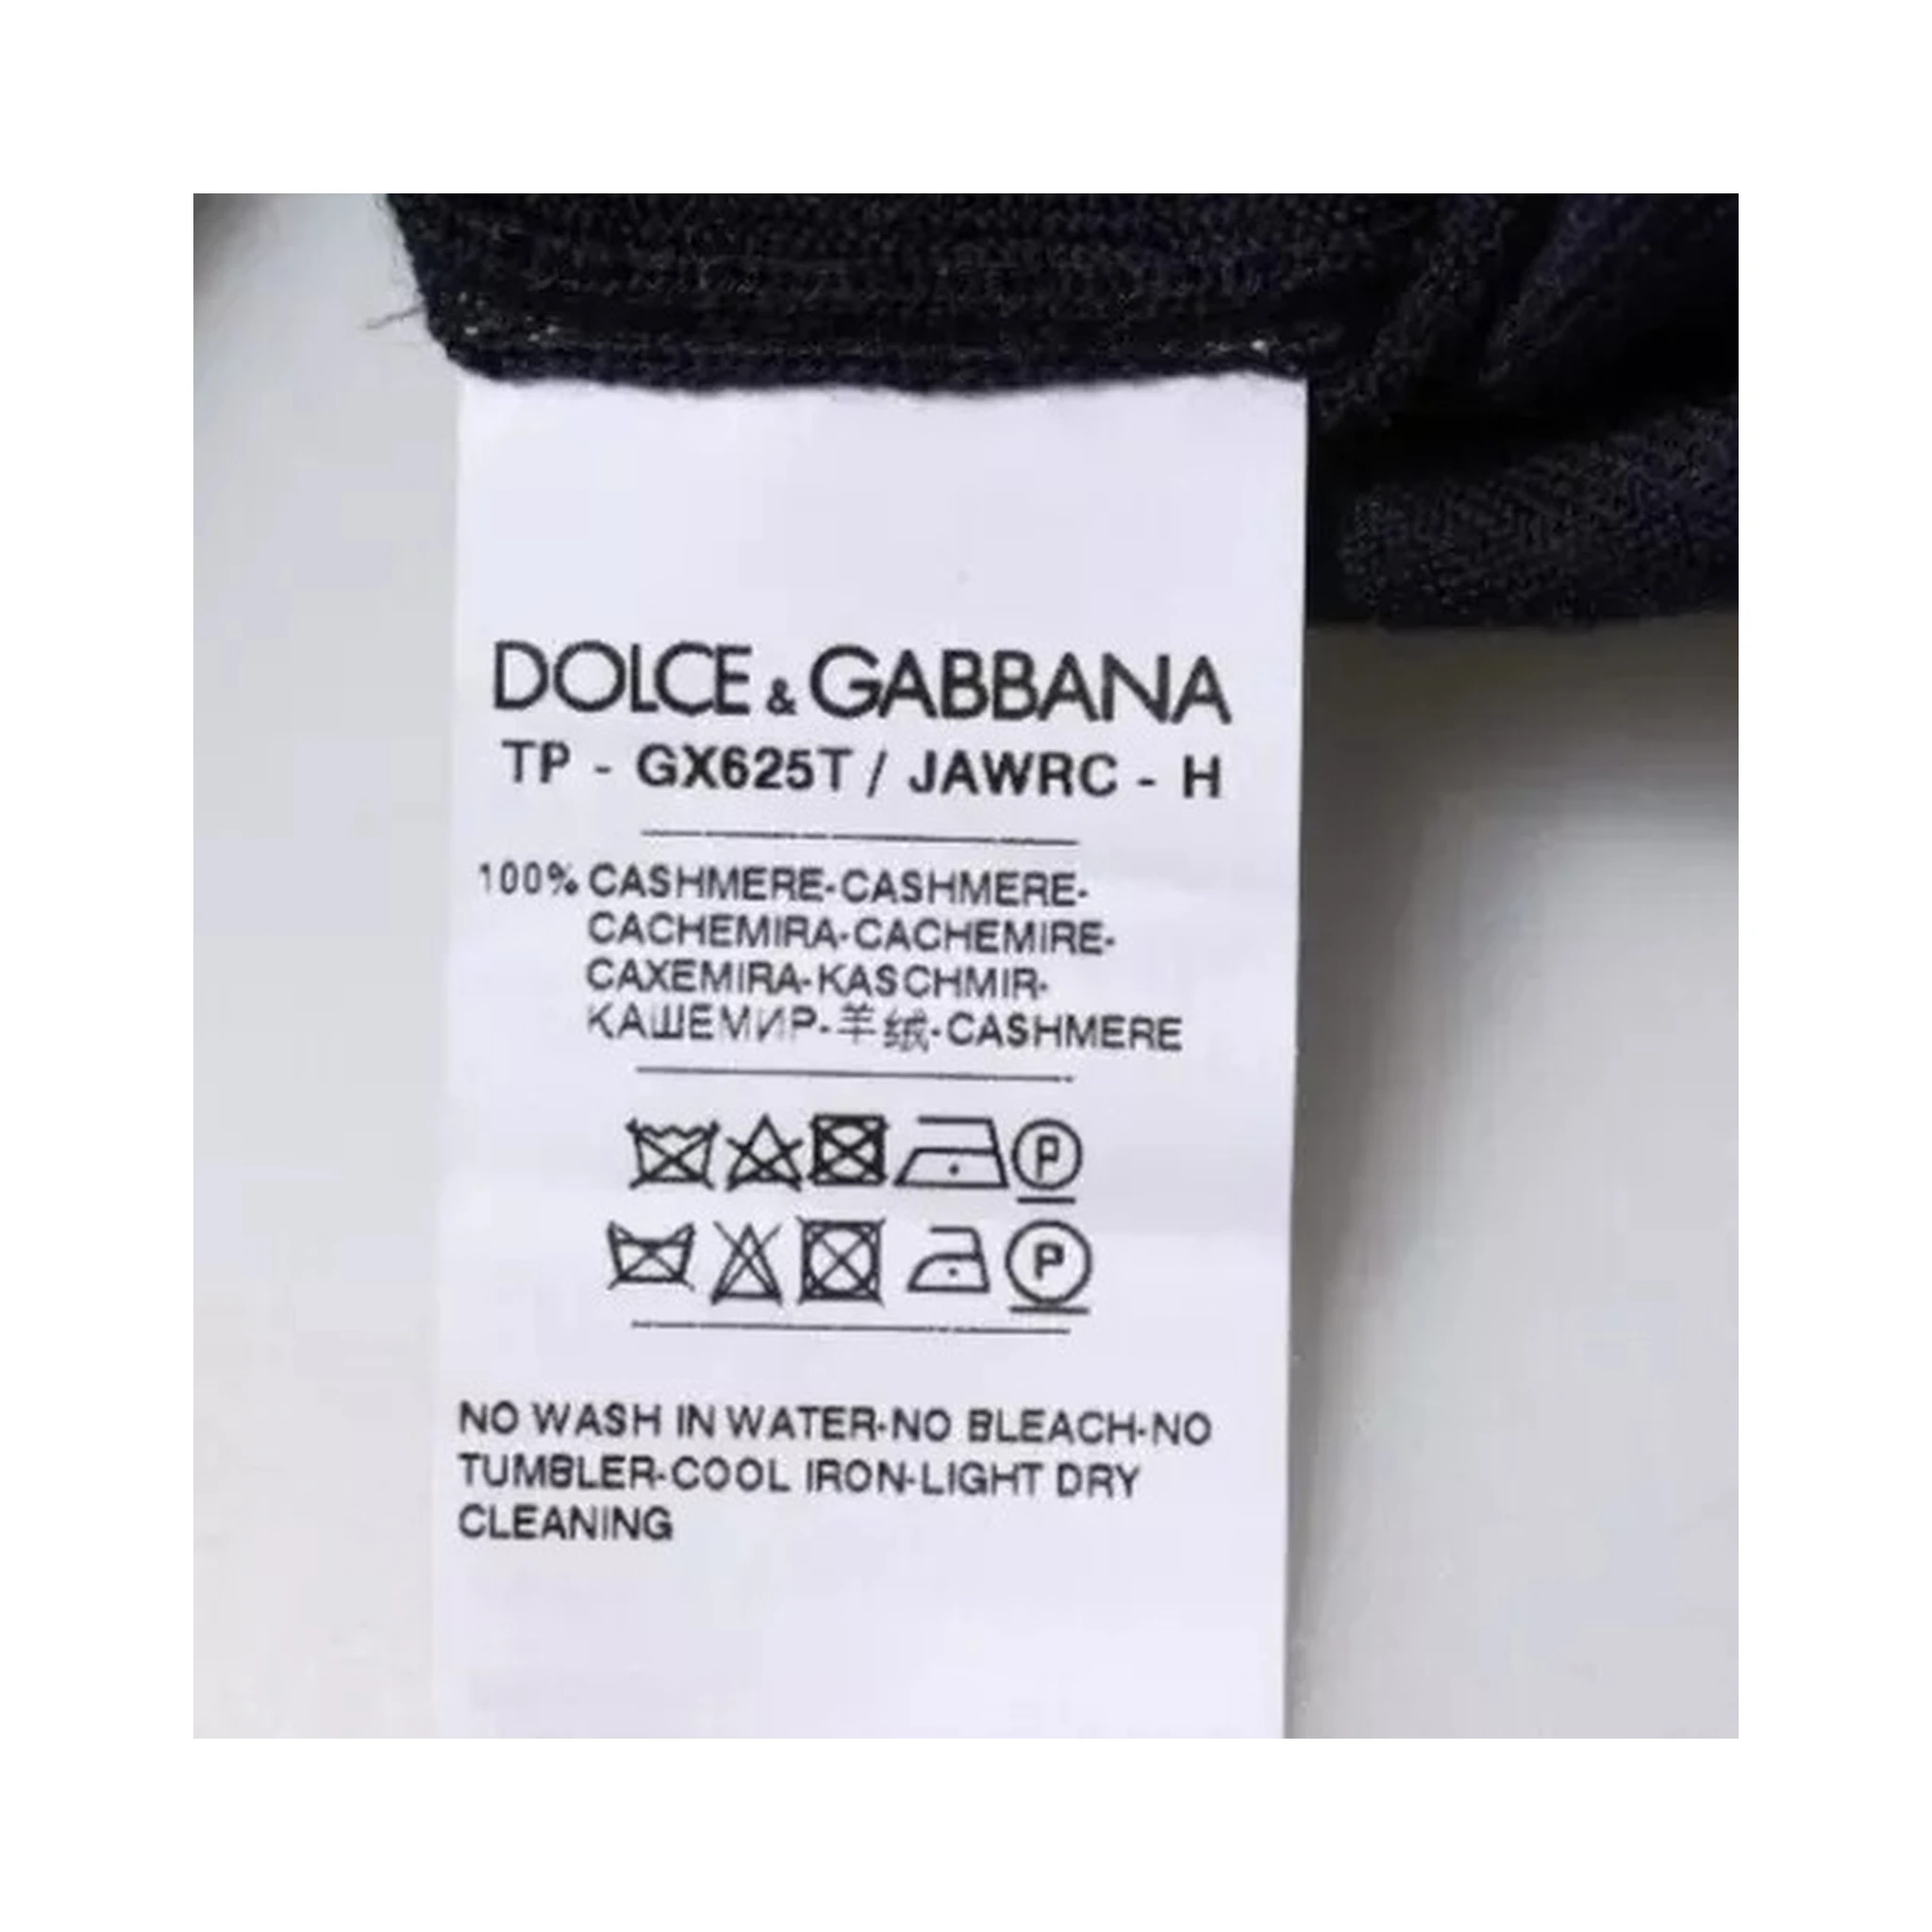 DOLCE & GABBANA
TP - GX625T / JAWRC - H
100% CASHMERE-CASHMERE-
CACHEMIRA-CACHEMIRE-
CAXEMIRA-KASCHMIR-
КАШЕМИР-羊绒-CASHMERE
P
P
NO WASH IN WATER-NO BLEACH-NO
TUMBLER-COOL IRON-LIGHT DRY
CLEANING